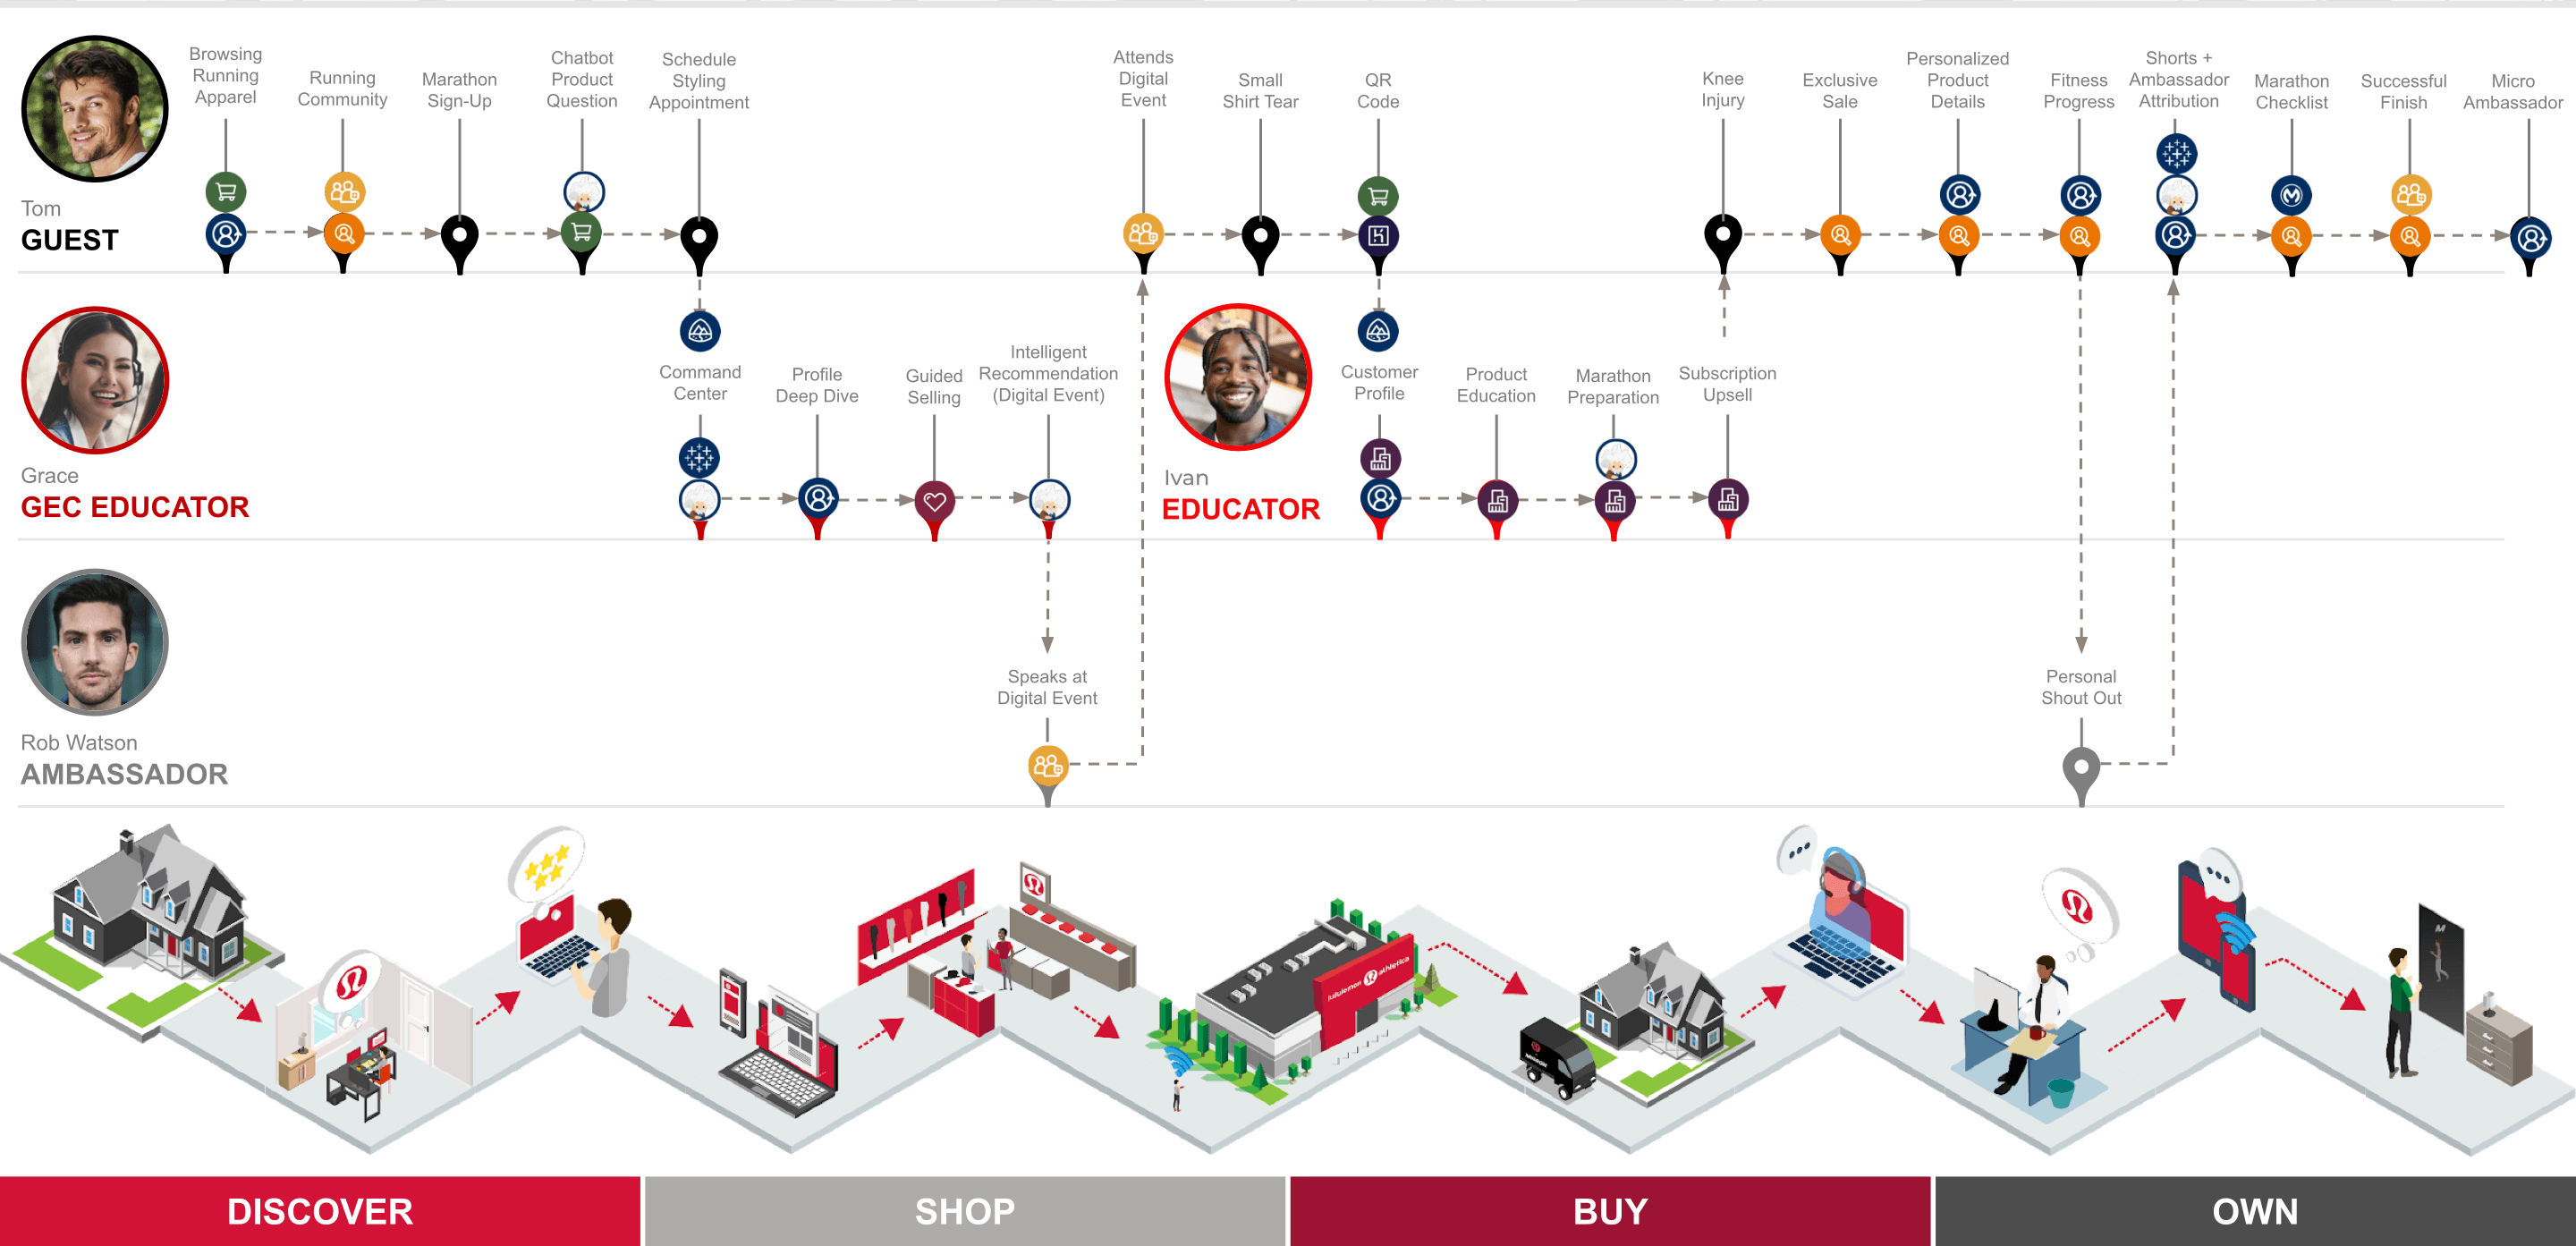 Browsing
Running
Apparel
Running
Community
Marathon
Sign-Up
Chatbot
Product
Question
Schedule
Styling
Appointment
Attends
Digital
Event
Small
Shirt Tear
QR
Code
Knee
Injury
Exclusive
Sale
Personalized
Product
Details
Fitness
Progress
Shorts +
Ambassador
Attribution
Marathon
Checklist
Successful
Finish
Micro
Ambassador
Tom
GUEST
Command
Center
Profile
Deep Dive
Guided
Selling
Intelligent
Recommendation
(Digital Event)
Customer
Profile
Product
Education
Marathon
Preparation
Subscription
Upsell
Grace
GEC EDUCATOR
Ivan
EDUCATOR
Speaks at
Digital Event
Personal
Shout Out
Rob Watson
AMBASSADOR
lululemon athletica
M
DISCOVER
SHOP
BUY
OWN